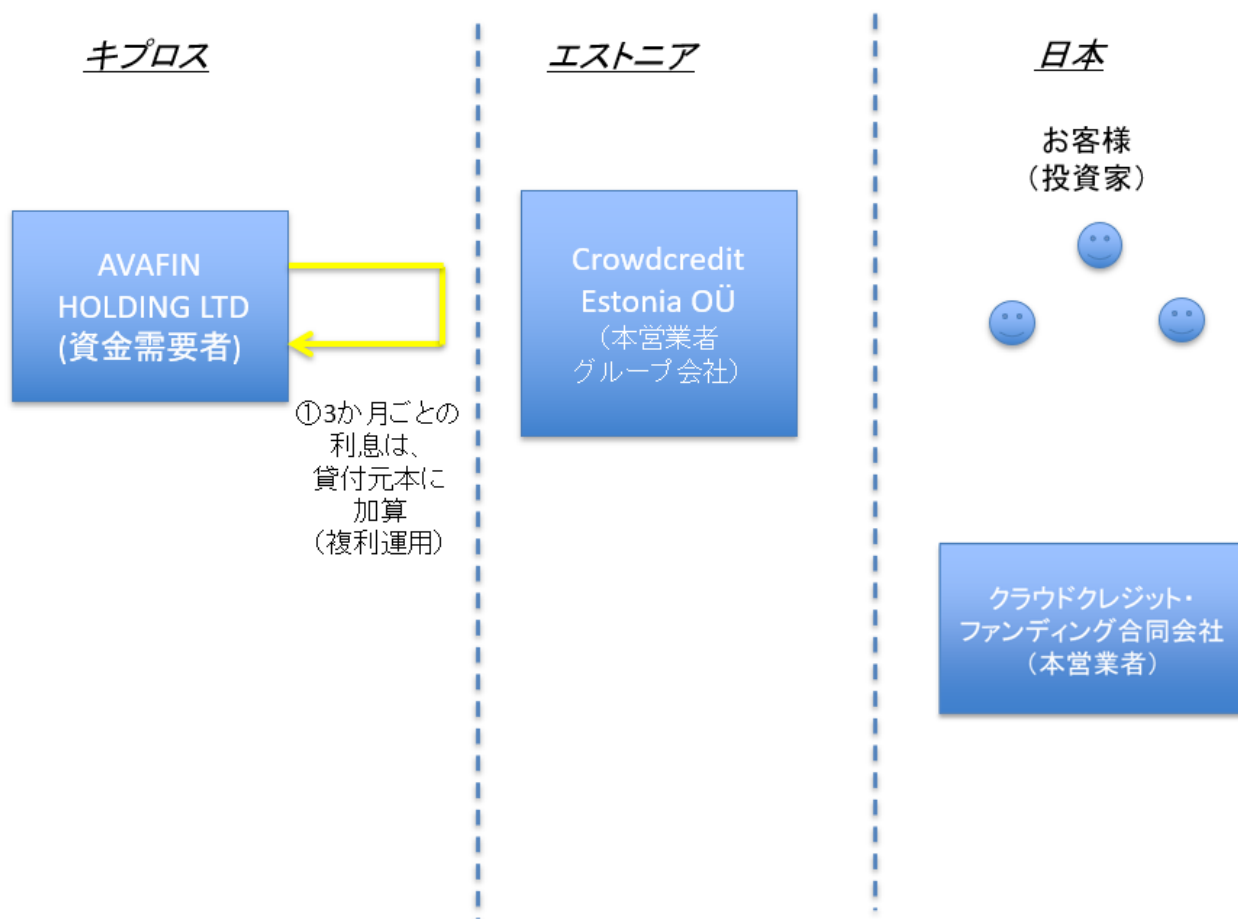 キプロス
エストニア
日本
お客様
（投資家）
AVAFIN
HOLDING LTD
(資金需要者)
①3か月ごとの
利息は、
貸付元本に
加算
（複利運用）
Crowdcredit
Estonia OÜ
（本営業者
グループ会社）
クラウドクレジット・
ファンディング合同会社
（本営業者）